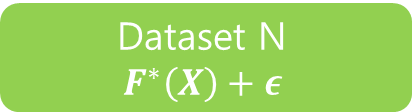 Dataset N
F*(X) + ϵ